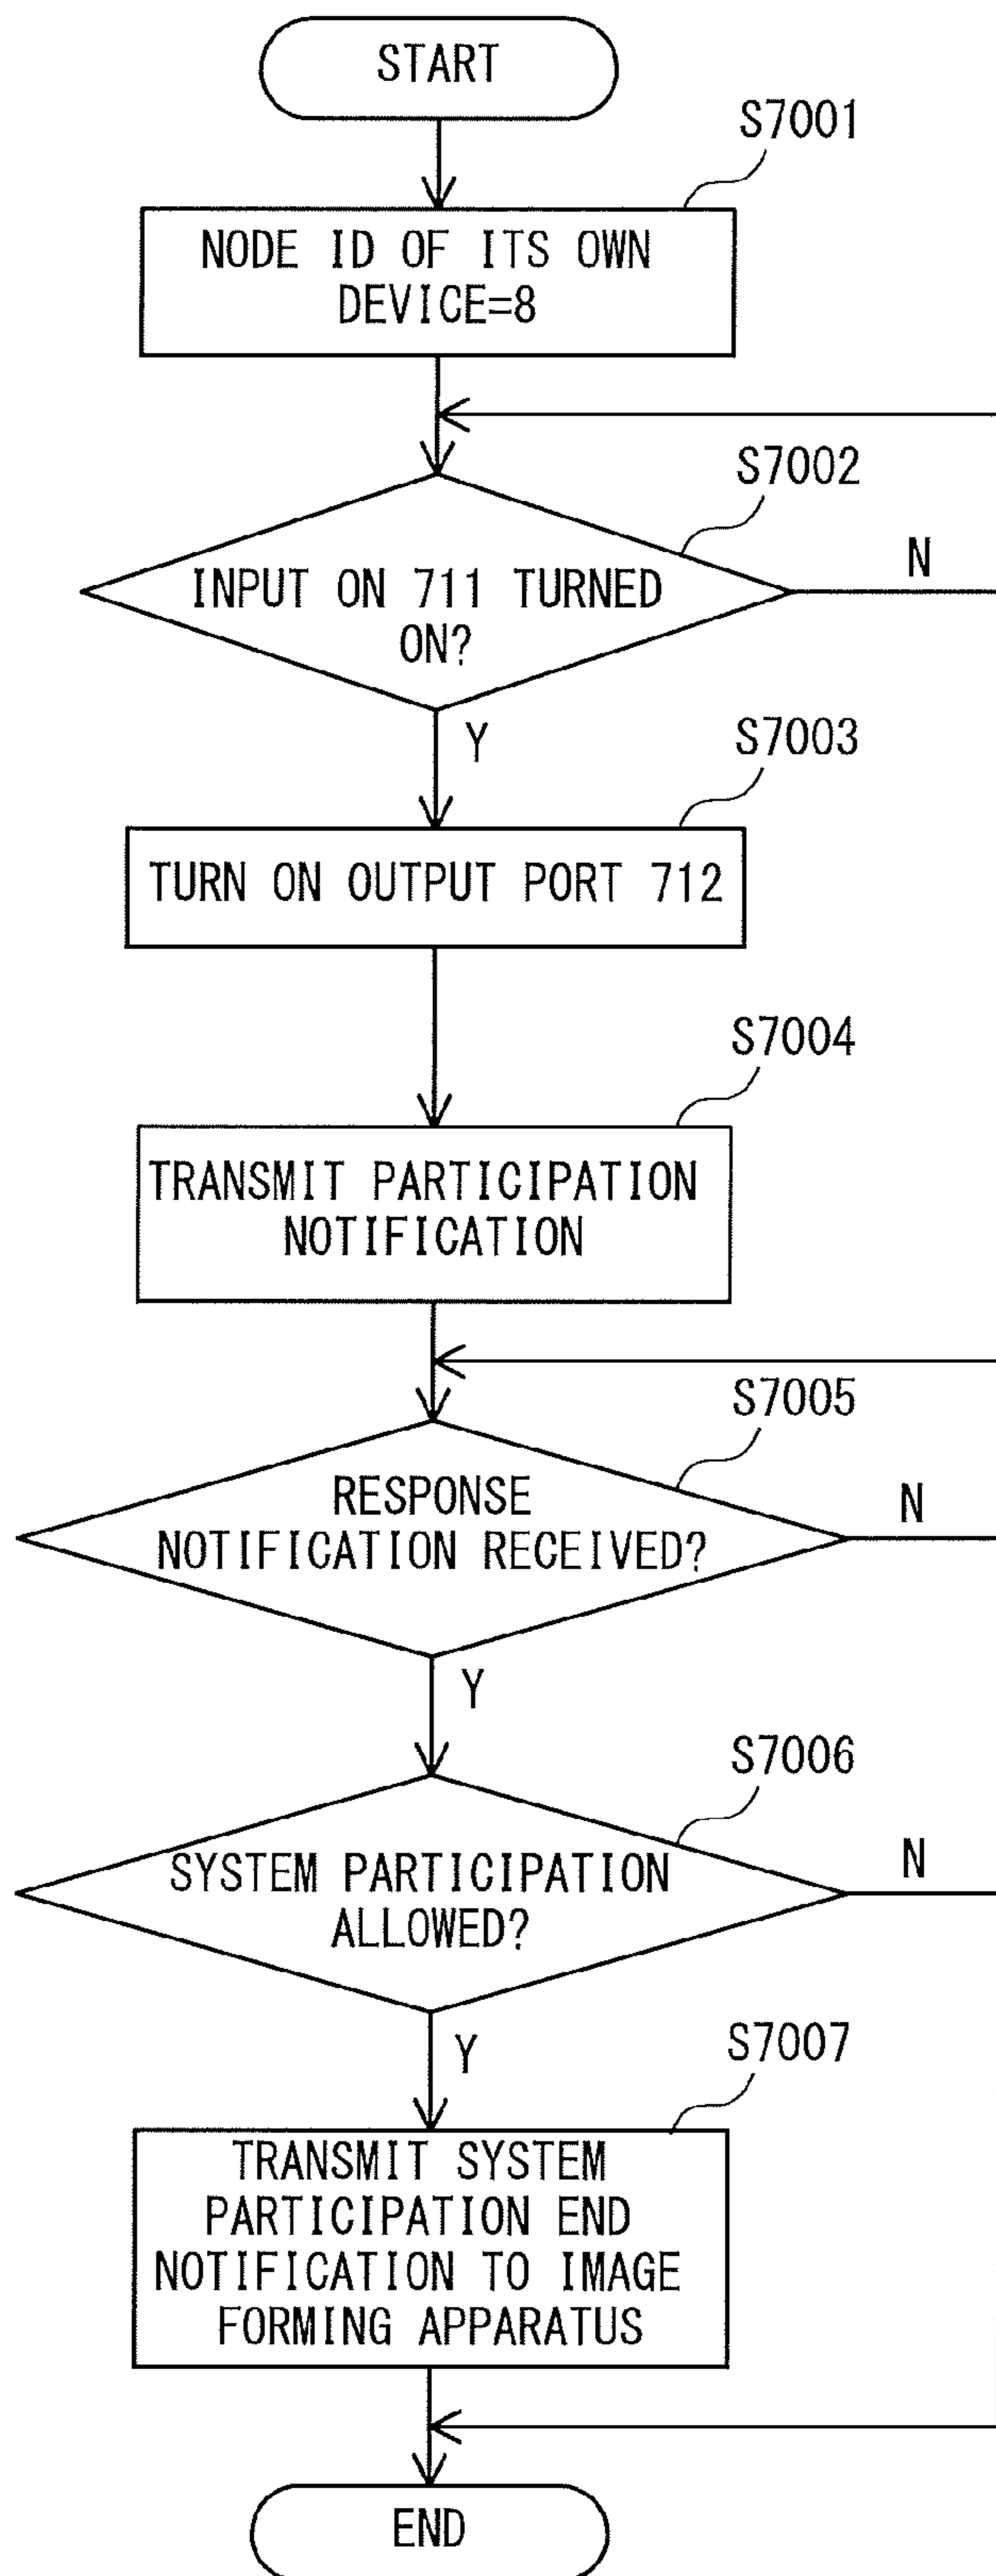 START
S7001
NODE ID OF ITS OWN
DEVICE=8
S7002
INPUT ON 711 TURNED
ON?
N
Y
S7003
TURN ON OUTPUT PORT 712
S7004
TRANSMIT PARTICIPATION
NOTIFICATION
S7005
RESPONSE
NOTIFICATION RECEIVED?
N
Y
S7006
SYSTEM PARTICIPATION
ALLOWED?
N
Y
S7007
TRANSMIT SYSTEM
PARTICIPATION END
NOTIFICATION TO IMAGE
FORMING APPARATUS
END